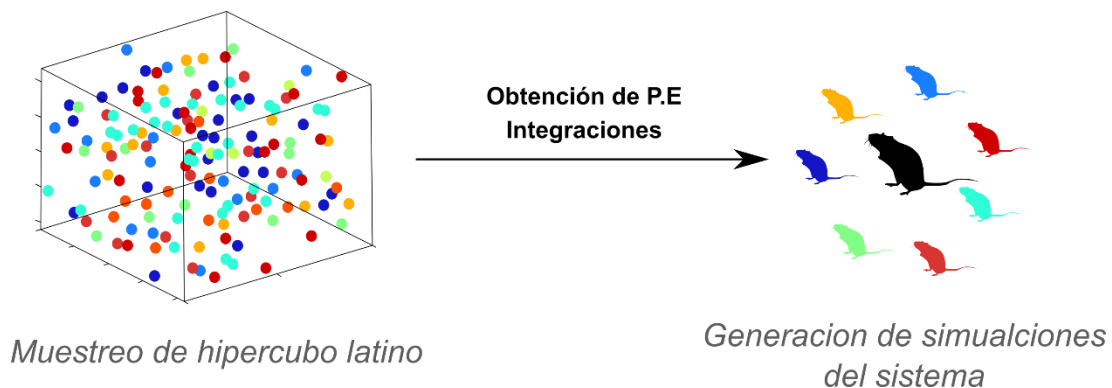 Obtención de P.E
Integraciones
Muestreo de hipercubo latino
Generacion de simualciones
del sistema